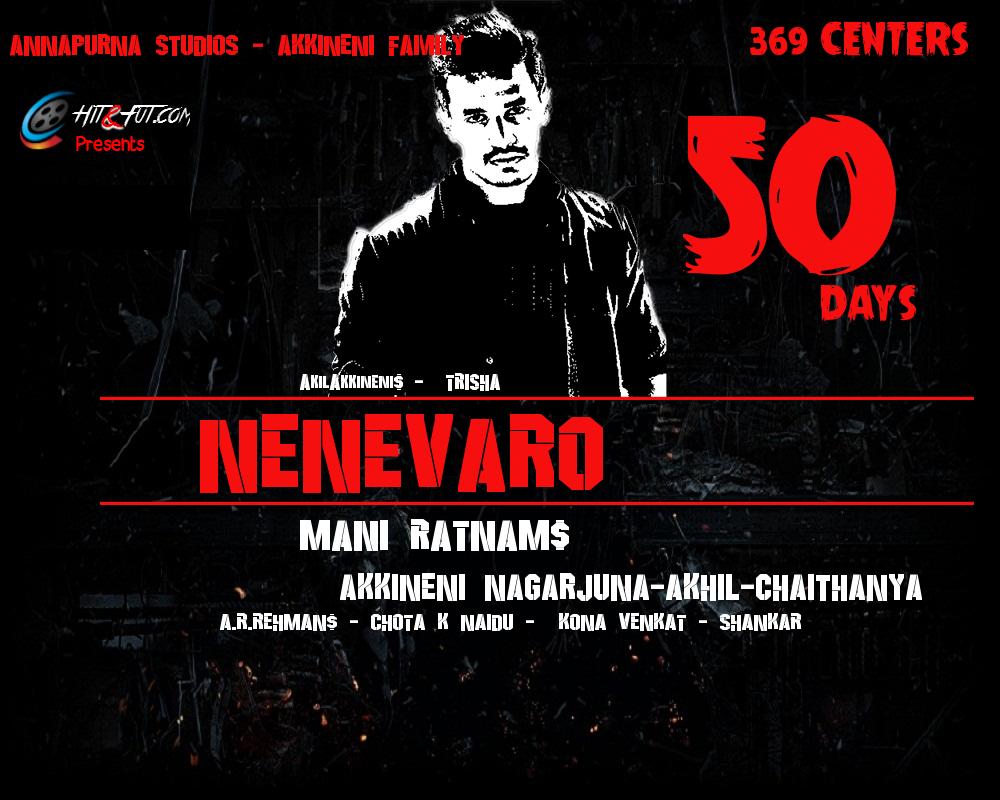 ANNAPURNA STUDIOS - AKKINENI FAMILY
369 CENTERS
HIT&FUT.COM
Presents
50
DAYS
AKILAKKINENI$ - TRISHA
NENEVARO
MANI RATNAM$
AKKINENI NAGARJUNA-AKHIL-CHAITHANYA
A.R.REHMAN$ - CHOTA K NAIDU - KONA VENKAT - SHANKAR